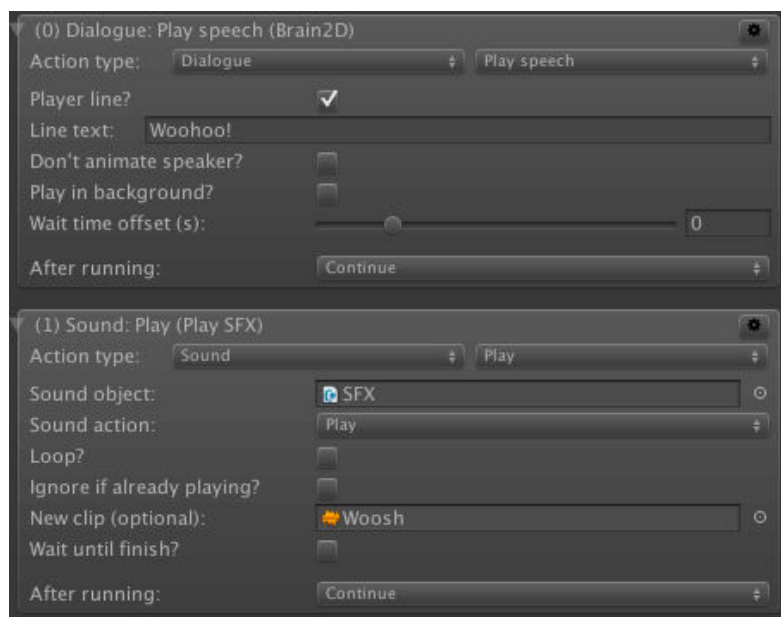 (0) Dialogue: Play speech (Brain2D)
Action type: Dialogue Play speech
Player line?
Line text: Woohoo!
Don't animate speaker?
Play in background?
Wait time offset (s): 0
After running: Continue
(1) Sound: Play (Play SFX)
Action type: Sound Play
Sound object: SFX
Sound action: Play
Loop?
Ignore if already playing?
New clip (optional): Woosh
Wait until finish?
After running: Continue